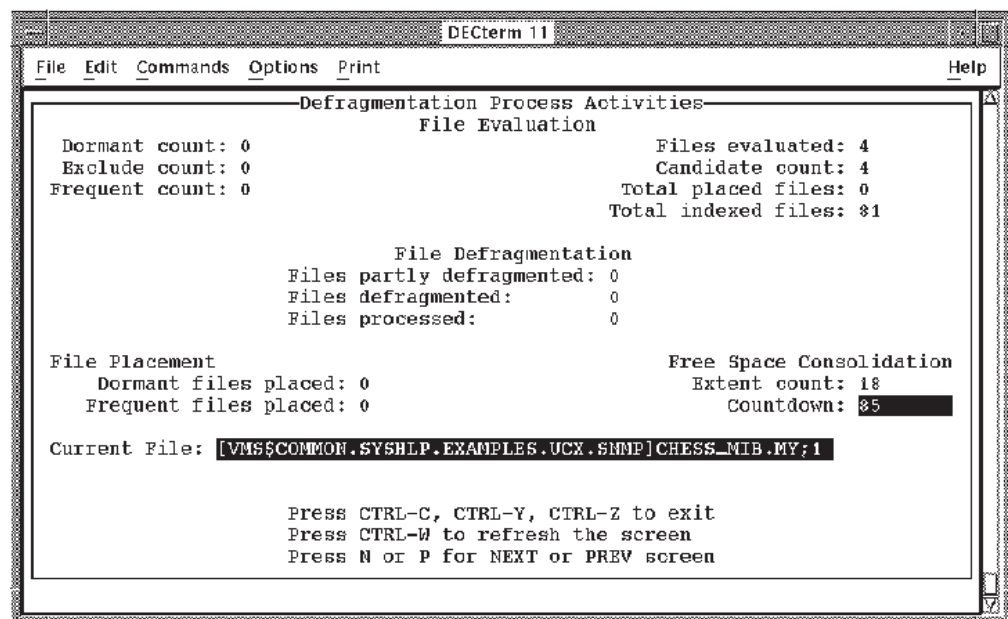 DECterm 11
File Edit Commands Options Print Help
Defragmentation Process Activities
File Evaluation
Dormant count: 0 Files evaluated: 4
Exclude count: 0 Candidate count: 4
Frequent count: 0 Total placed files: 0
Total indexed files: 81
File Defragmentation
Files partly defragmented: 0
Files defragmented: 0
Files processed: 0
File Placement Free Space Consolidation
Dormant files placed: 0 Extent count: 18
Frequent files placed: 0 Countdown: 85
Current File: [VMS$COMMON.SYSHLP.EXAMPLES.UCX.SNMP]CHESS_MIB.MY;1
Press CTRL-C, CTRL-Y, CTRL-Z to exit
Press CTRL-W to refresh the screen
Press N or P for NEXT or PREV screen